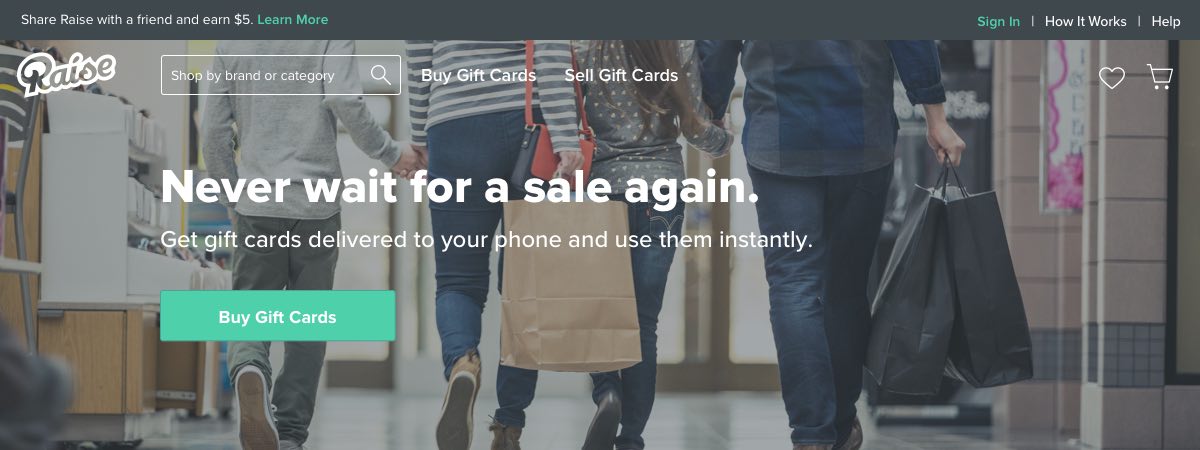 Share Raise with a friend and earn $5. Learn More
Sign In | How It Works | Help
Raise
Shop by brand or category
Buy Gift Cards
Sell Gift Cards
Never wait for a sale again.
Get gift cards delivered to your phone and use them instantly.
Buy Gift Cards